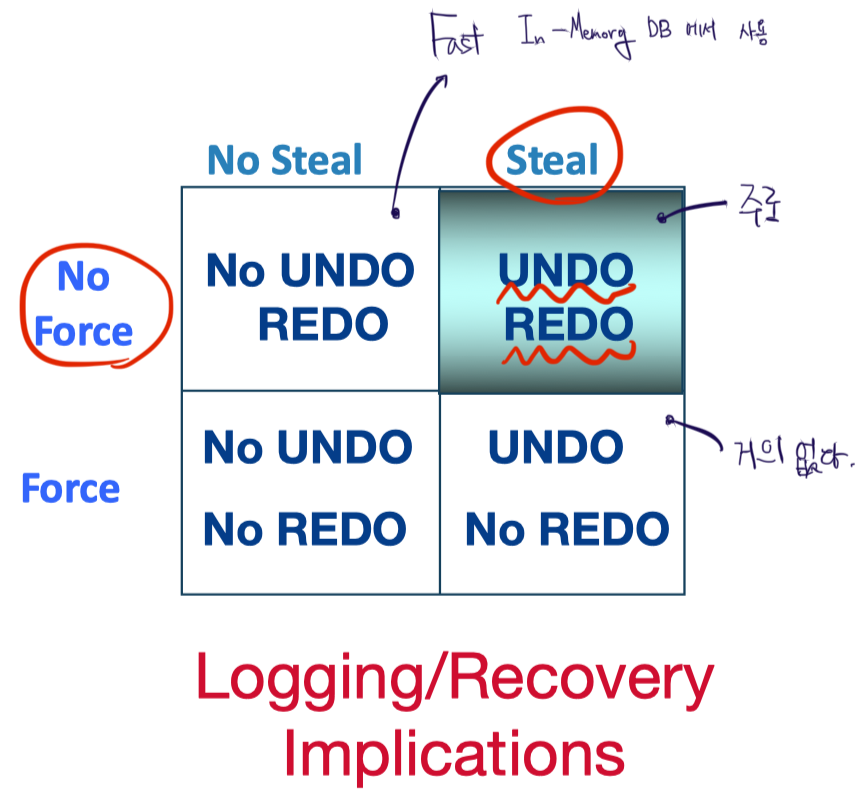 Fast In-Memory DB 에서 사용
No Steal Steal
주로
No UNDO UNDO
No Force
REDO REDO
No UNDO UNDO
거의 없다.
Force
No REDO No REDO
Logging/Recovery
Implications